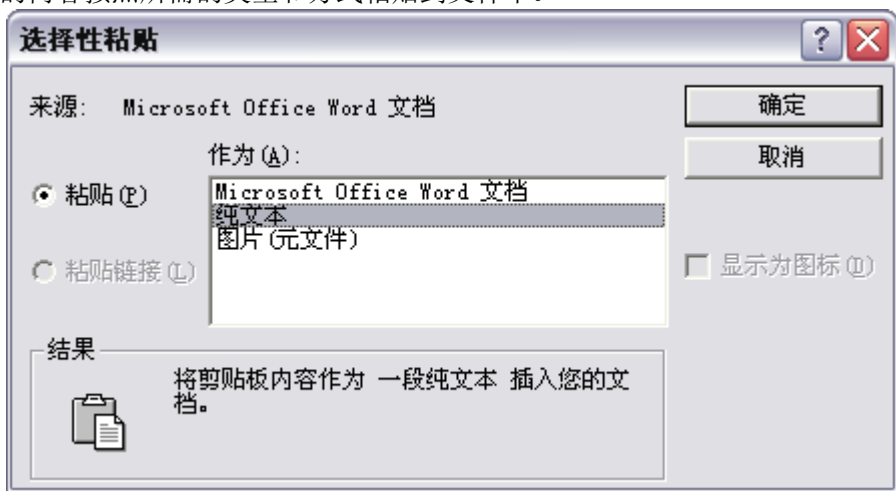 选择性粘贴
来源: Microsoft Office Word 文档
确定
作为(A):
取消
粘贴(P)
Microsoft Office Word 文档
纯文本
图片(元文件)
粘贴链接(L)
显示为图标(D)
结果
将剪贴板内容作为 一段纯文本 插入您的文
档。